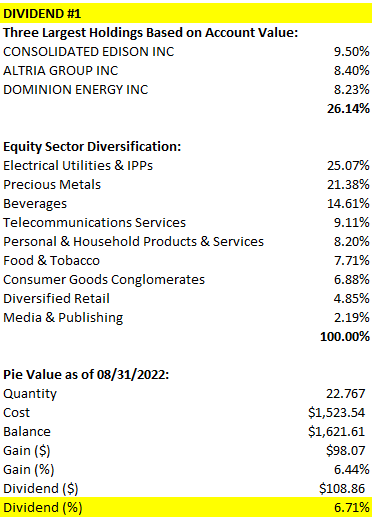 DIVIDEND #1
Three Largest Holdings Based on Account Value:
CONSOLIDATED EDISON INC 9.50%
ALTRIA GROUP INC 8.40%
DOMINION ENERGY INC 8.23%
26.14%
Equity Sector Diversification:
Electrical Utilities & IPPs 25.07%
Precious Metals 21.38%
Beverages 14.61%
Telecommunications Services 9.11%
Personal & Household Products & Services 8.20%
Food & Tobacco 7.71%
Consumer Goods Conglomerates 6.88%
Diversified Retail 4.85%
Media & Publishing 2.19%
100.00%
Pie Value as of 08/31/2022:
Quantity 22.767
Cost $1,523.54
Balance $1,621.61
Gain ($) $98.07
Gain (%) 6.44%
Dividend ($) $108.86
Dividend (%) 6.71%